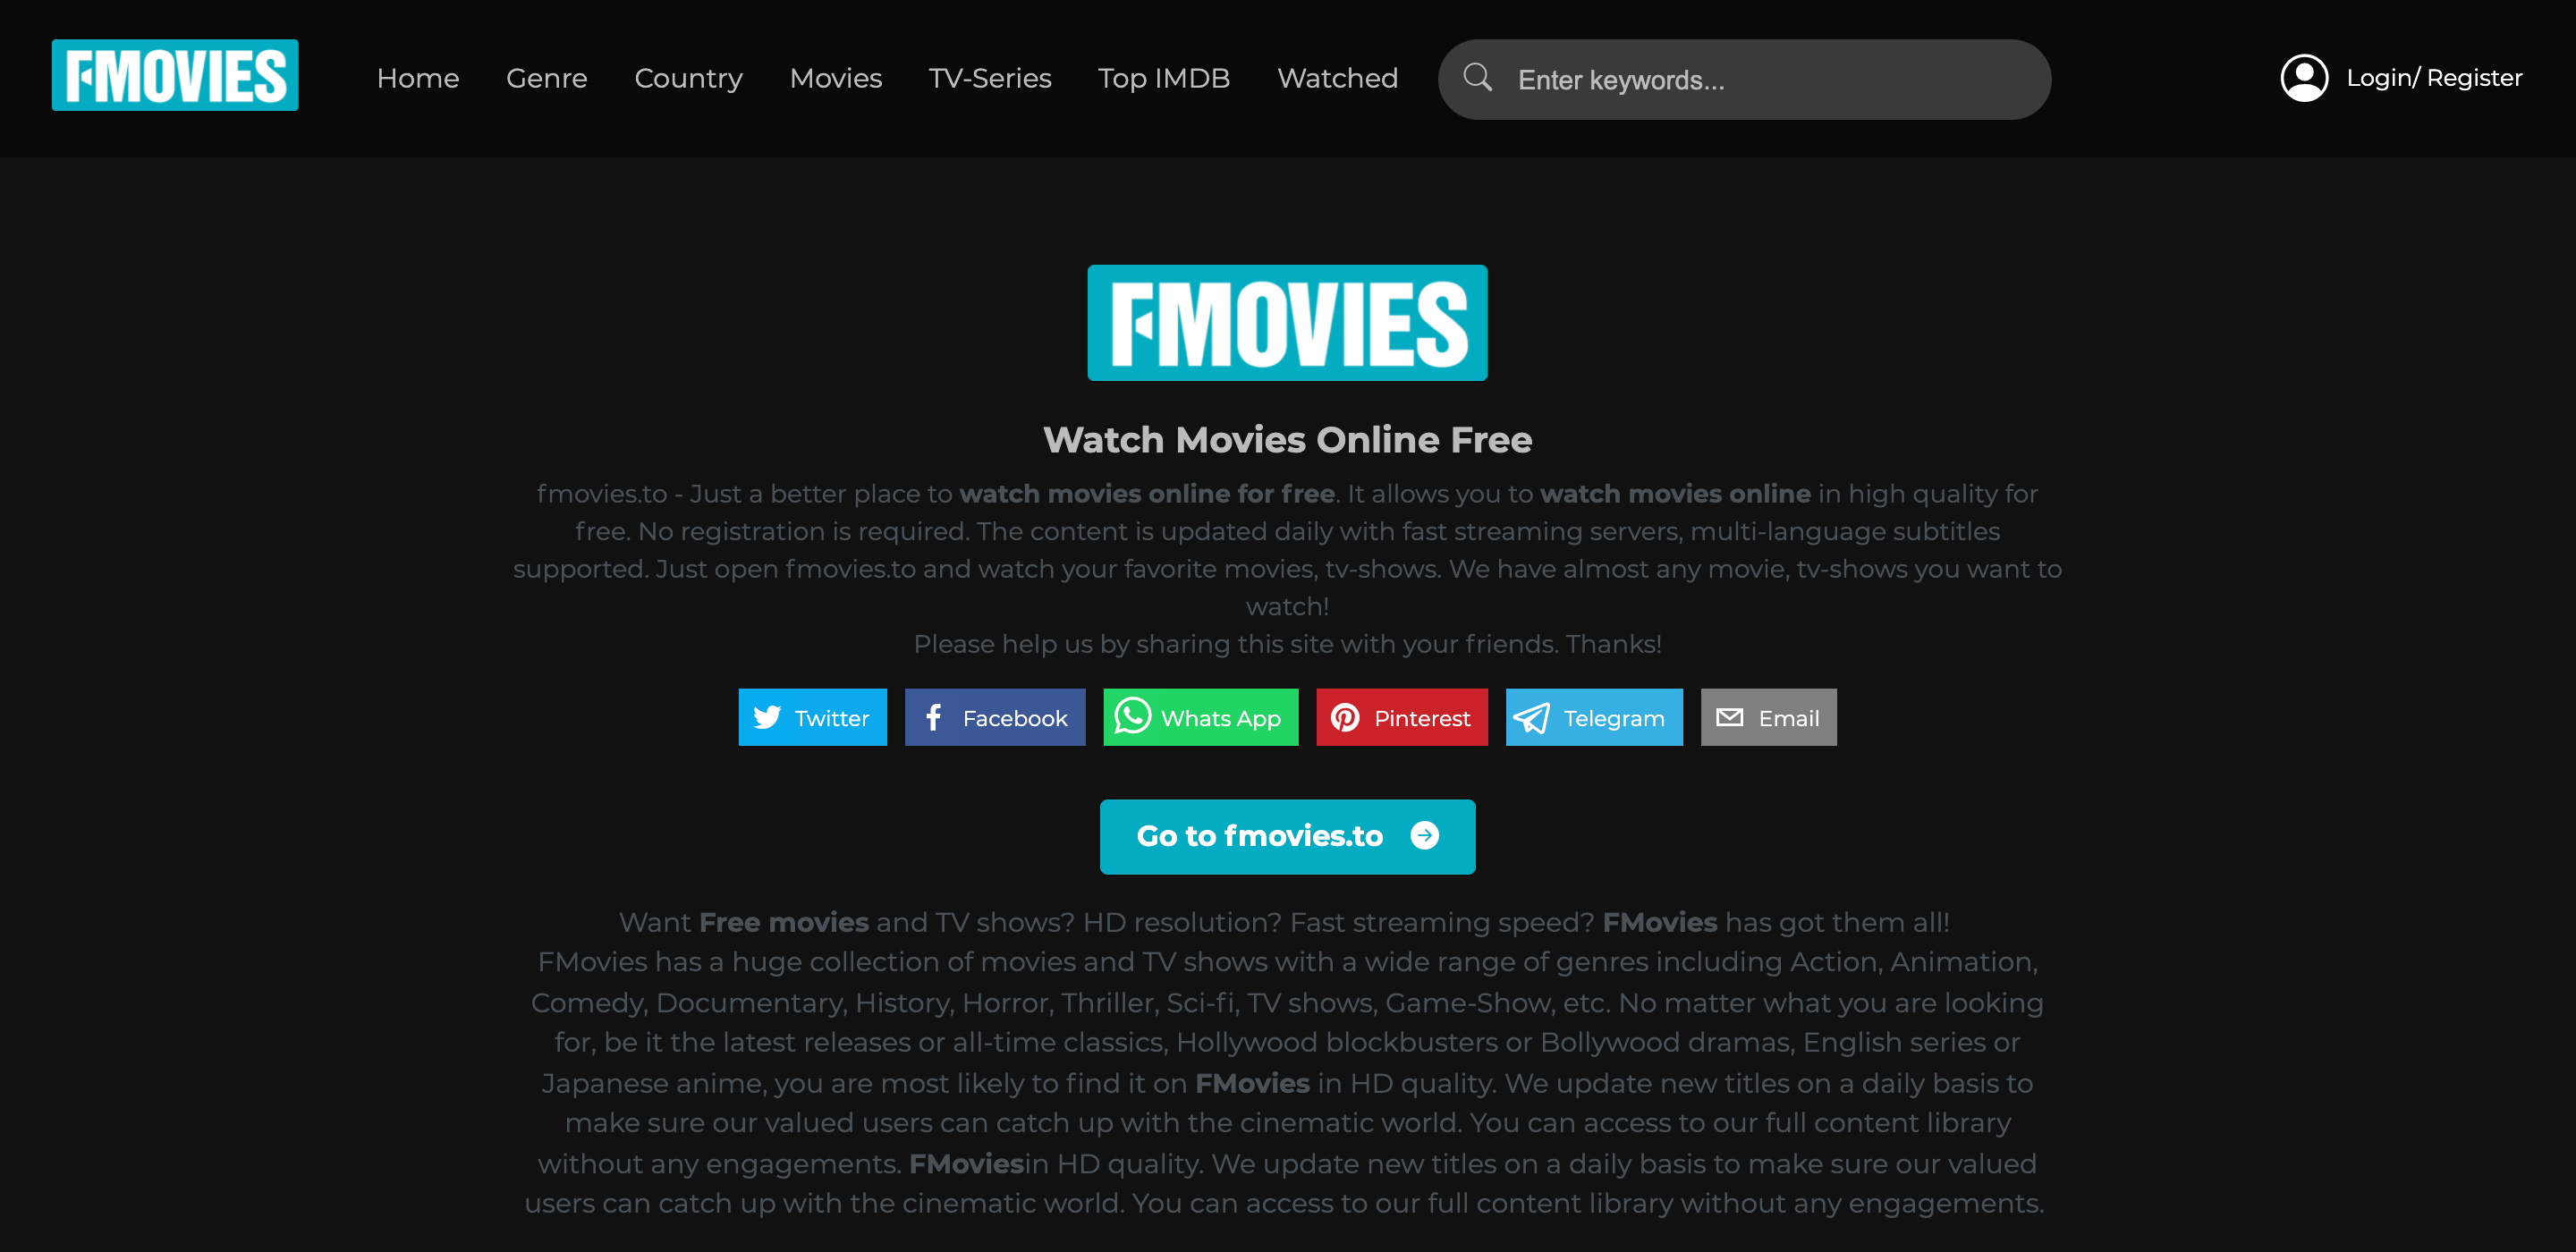 FMOVIES
Home Genre Country Movies TV-Series Top IMDB Watched Enter keywords... Login/ Register
FMOVIES
Watch Movies Online Free
fmovies.to - Just a better place to watch movies online for free. It allows you to watch movies online in high quality for
free. No registration is required. The content is updated daily with fast streaming servers, multi-language subtitles
supported. Just open fmovies.to and watch your favorite movies, tv-shows. We have almost any movie, tv-shows you want to
watch!
Please help us by sharing this site with your friends. Thanks!
Twitter Facebook Whats App Pinterest Telegram Email
Go to fmovies.to
Want Free movies and TV shows? HD resolution? Fast streaming speed? FMovies has got them all!
FMovies has a huge collection of movies and TV shows with a wide range of genres including Action, Animation,
Comedy, Documentary, History, Horror, Thriller, Sci-fi, TV shows, Game-Show, etc. No matter what you are looking
for, be it the latest releases or all-time classics, Hollywood blockbusters or Bollywood dramas, English series or
Japanese anime, you are most likely to find it on FMovies in HD quality. We update new titles on a daily basis to
make sure our valued users can catch up with the cinematic world. You can access to our full content library
without any engagements. FMoviesin HD quality. We update new titles on a daily basis to make sure our valued
users can catch up with the cinematic world. You can access to our full content library without any engagements.